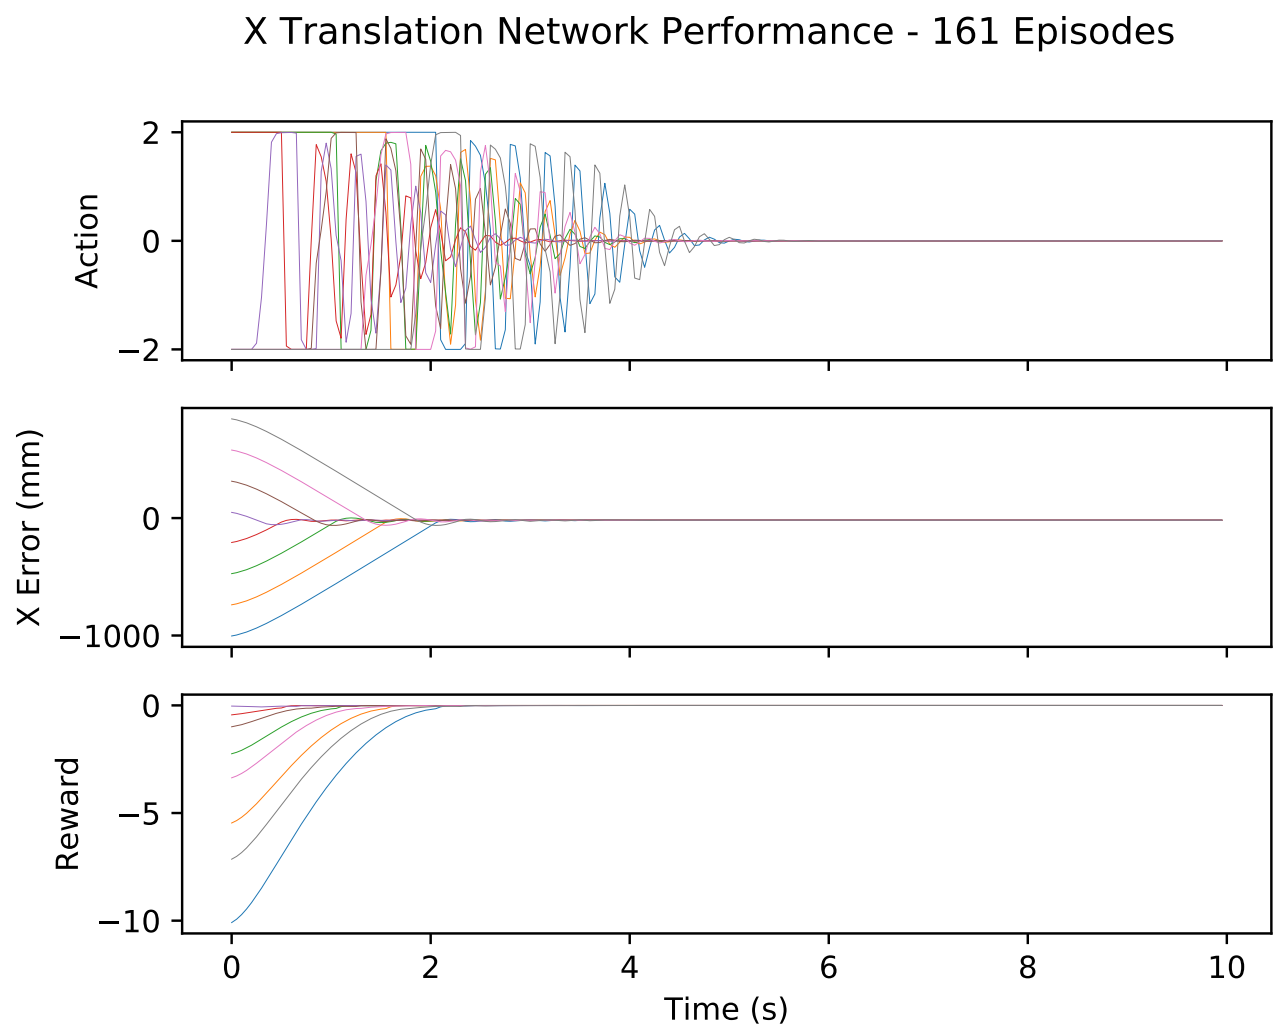 X Translation Network Performance - 161 Episodes
2
0
−2
Action
0
−1000
X Error (mm)
0
−5
−10
Reward
0 2 4 6 8 10
Time (s)